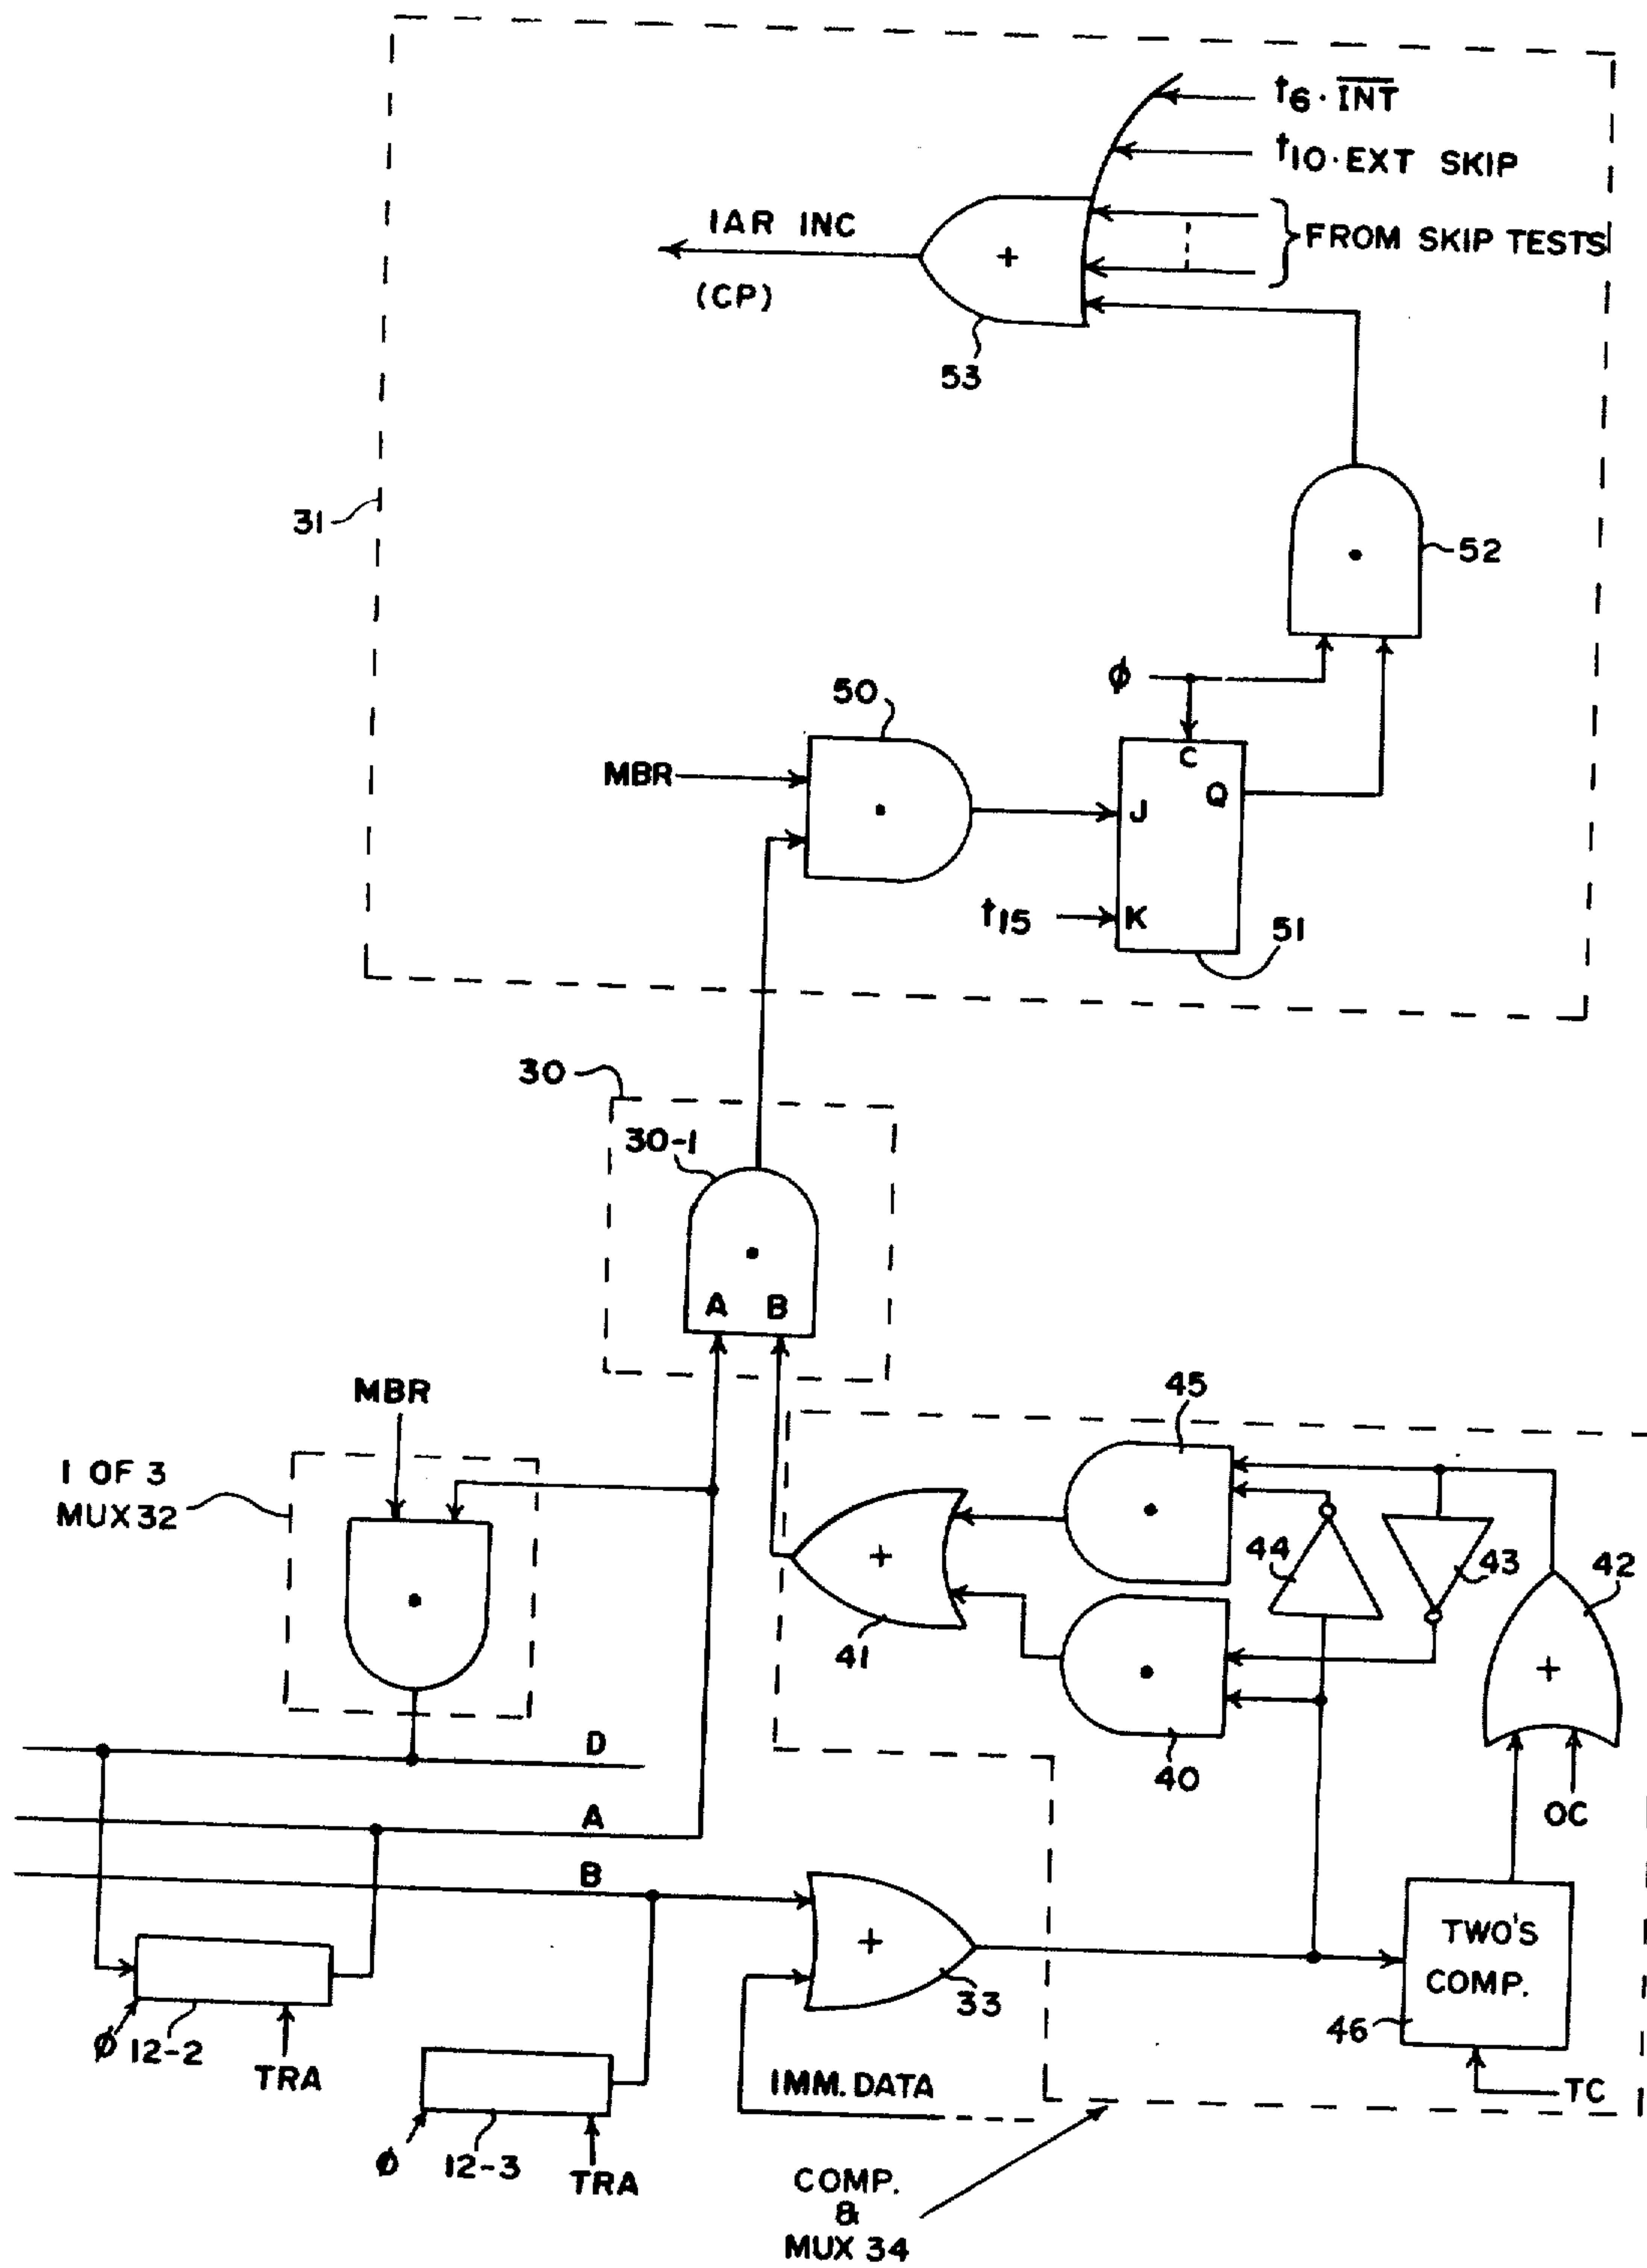 t6·I̅N̅T̅
t10·EXT SKIP
IAR INC
(CP)
+
FROM SKIP TESTS
53
31
•
52
ϕ
50
MBR
•
C
Q
J
t15
K
51
30
30-1
•
A B
MBR
45
1 OF 3
MUX 32
•
+
•
44
43
42
•
41
•
40
+
D
A
OC
B
+
TWO'S
COMP.
33
46
ϕ 12-2
TRA
IMM. DATA
TC
ϕ
12-3
TRA
COMP.
&
MUX 34